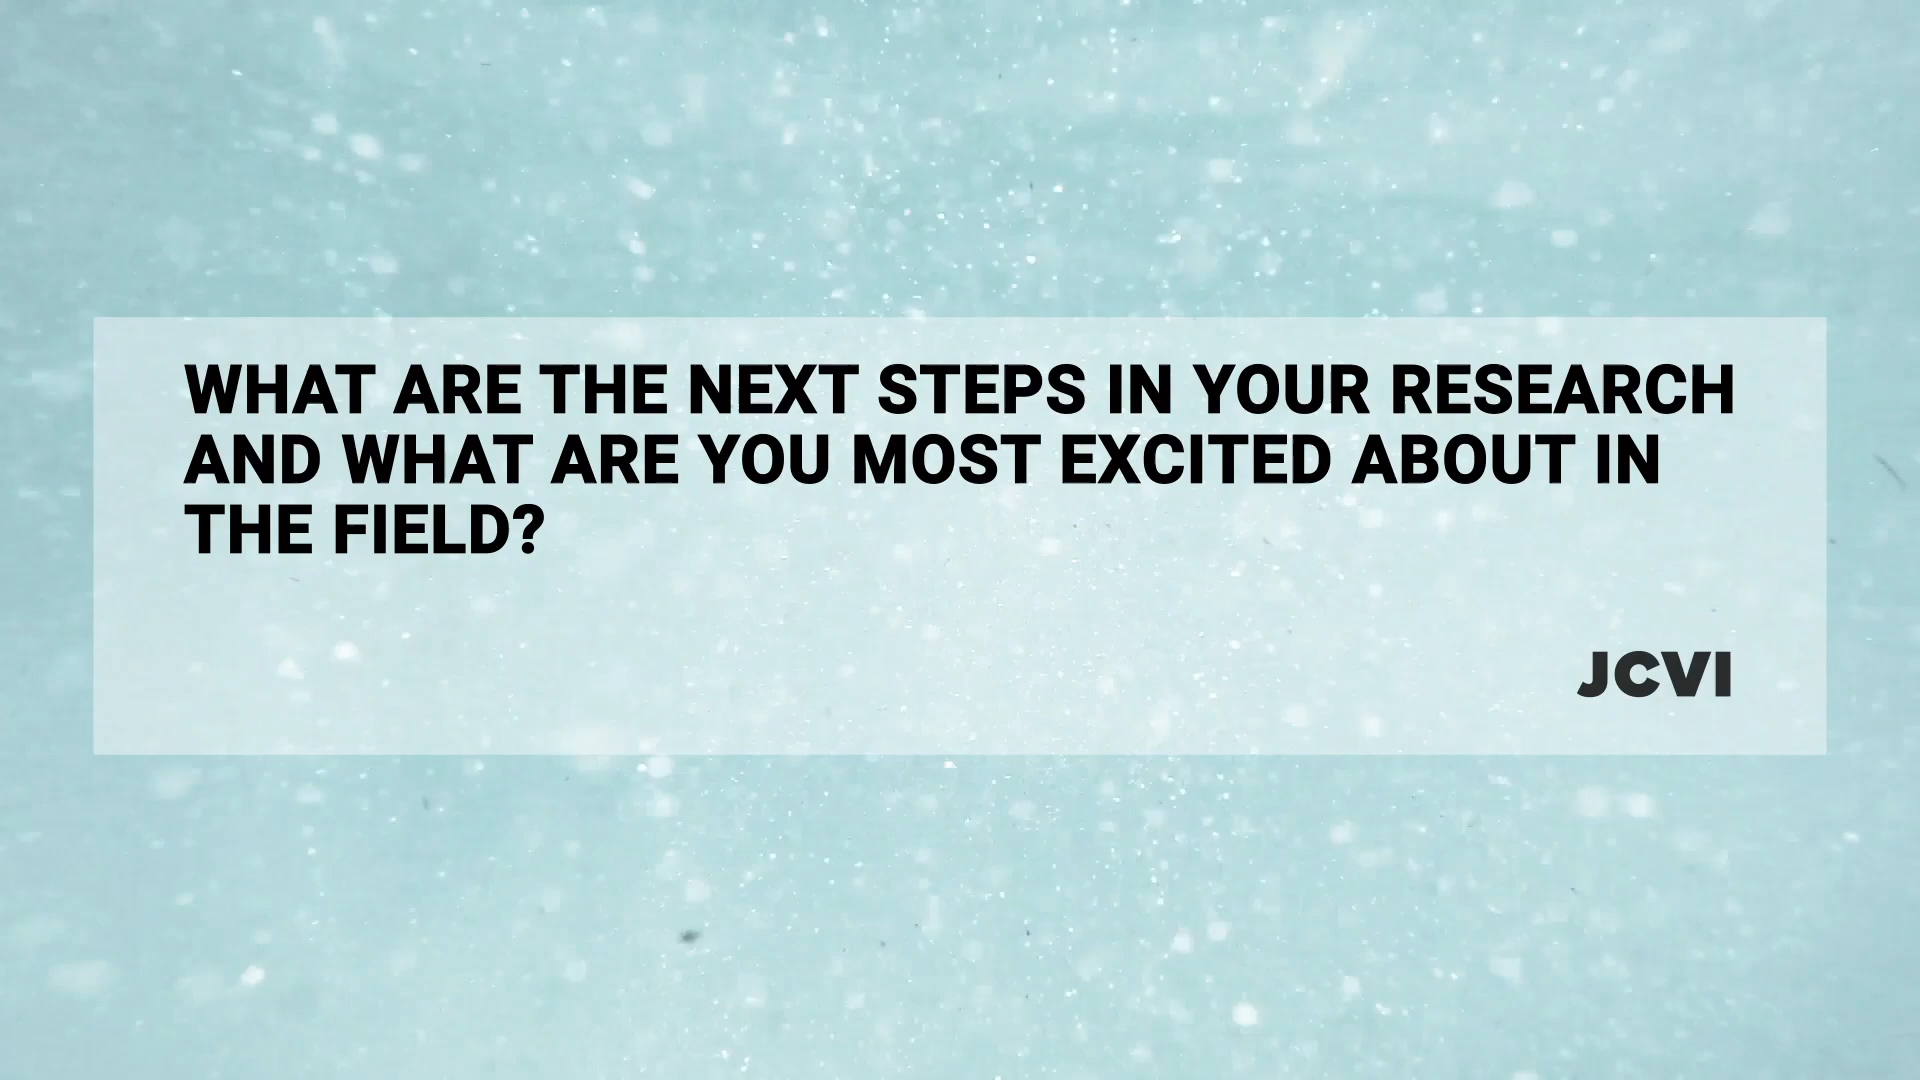 WHAT ARE THE NEXT STEPS IN YOUR RESEARCH
AND WHAT ARE YOU MOST EXCITED ABOUT IN
THE FIELD?
JCVI